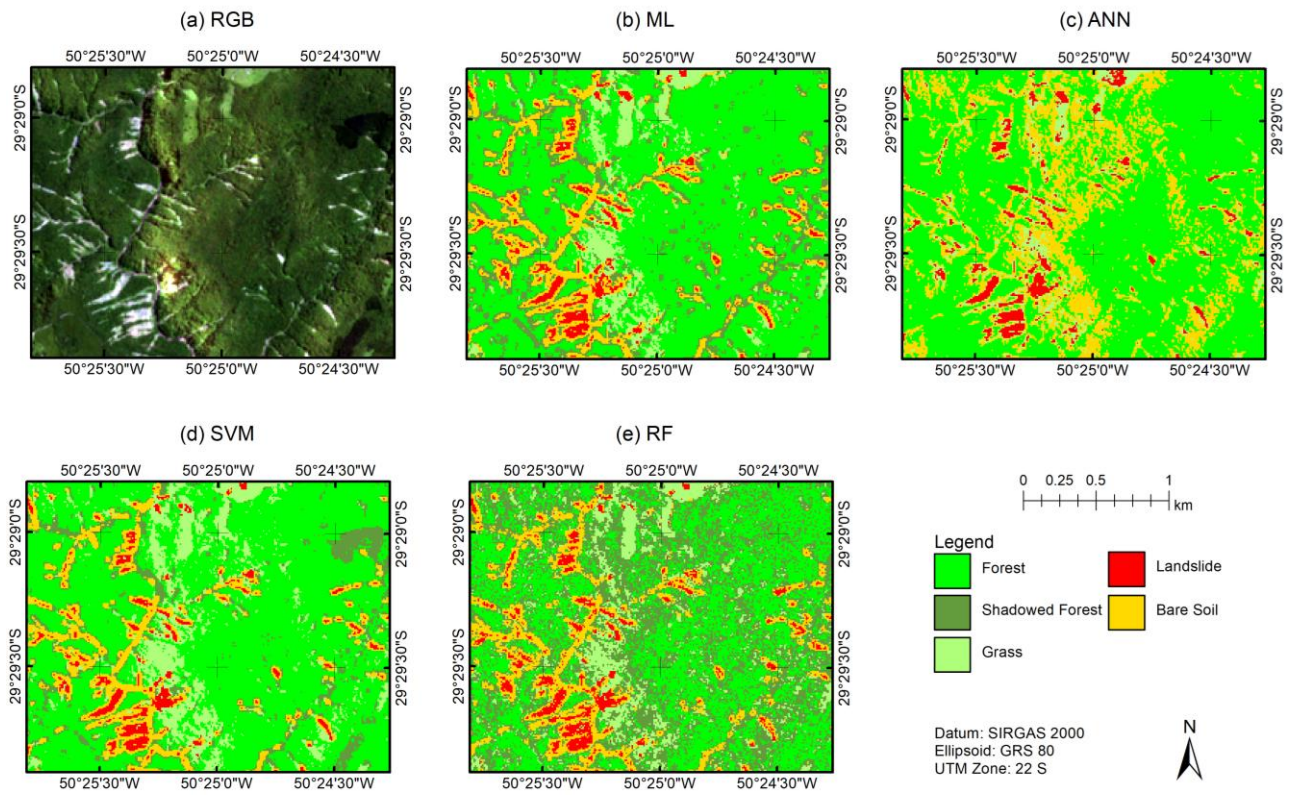 (a) RGB
(b) ML
(c) ANN
50°25'30"W 50°25'0"W 50°24'30"W
50°25'30"W 50°25'0"W 50°24'30"W
50°25'30"W 50°25'0"W 50°24'30"W
29°29'0"S 29°29'0"S 29°29'0"S 29°29'0"S 29°29'0"S 29°29'0"S
29°29'30"S 29°29'30"S 29°29'30"S 29°29'30"S 29°29'30"S 29°29'30"S
50°25'30"W 50°25'0"W 50°24'30"W
50°25'30"W 50°25'0"W 50°24'30"W
50°25'30"W 50°25'0"W 50°24'30"W
(d) SVM
(e) RF
50°25'30"W 50°25'0"W 50°24'30"W
50°25'30"W 50°25'0"W 50°24'30"W
29°29'0"S 29°29'0"S 29°29'0"S 29°29'0"S
29°29'30"S 29°29'30"S 29°29'30"S 29°29'30"S
50°25'30"W 50°25'0"W 50°24'30"W
50°25'30"W 50°25'0"W 50°24'30"W
0 0.25 0.5 1
km
Legend
Forest
Landslide
Shadowed Forest
Bare Soil
Grass
Datum: SIRGAS 2000
Ellipsoid: GRS 80
UTM Zone: 22 S
N